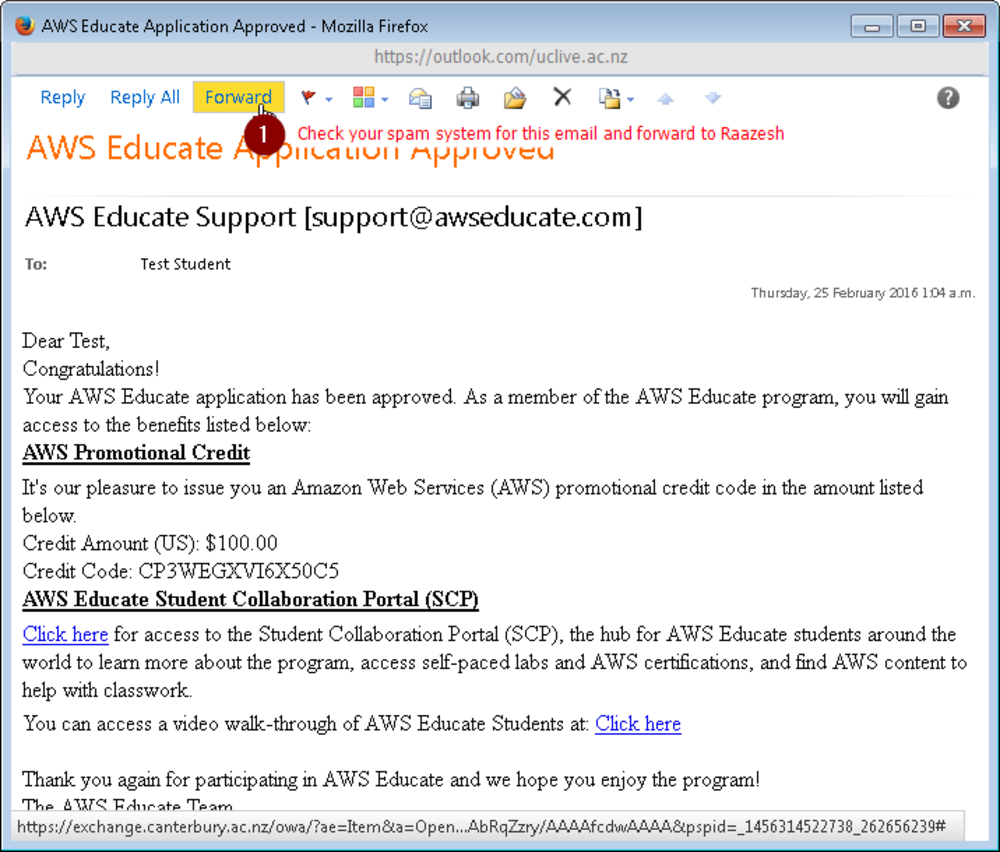 AWS Educate Application Approved - Mozilla Firefox
https://outlook.com/uclive.ac.nz
Reply Reply All Forward
1 Check your spam system for this email and forward to Raazesh
AWS Educate Application Approved
AWS Educate Support [support@awseducate.com]
To: Test Student
Thursday, 25 February 2016 1:04 a.m.
Dear Test,
Congratulations!
Your AWS Educate application has been approved. As a member of the AWS Educate program, you will gain
access to the benefits listed below:
AWS Promotional Credit
It's our pleasure to issue you an Amazon Web Services (AWS) promotional credit code in the amount listed
below.
Credit Amount (US): $100.00
Credit Code: CP3WEGXVI6X50C5
AWS Educate Student Collaboration Portal (SCP)
Click here for access to the Student Collaboration Portal (SCP), the hub for AWS Educate students around the
world to learn more about the program, access self-paced labs and AWS certifications, and find AWS content to
help with classwork.
You can access a video walk-through of AWS Educate Students at: Click here
Thank you again for participating in AWS Educate and we hope you enjoy the program!
The AWS Educate Team
https://exchange.canterbury.ac.nz/owa/?ae=Item&a=Open...AbRqZzry/AAAAfcdwAAAA&pspid=_1456314522738_262656239#